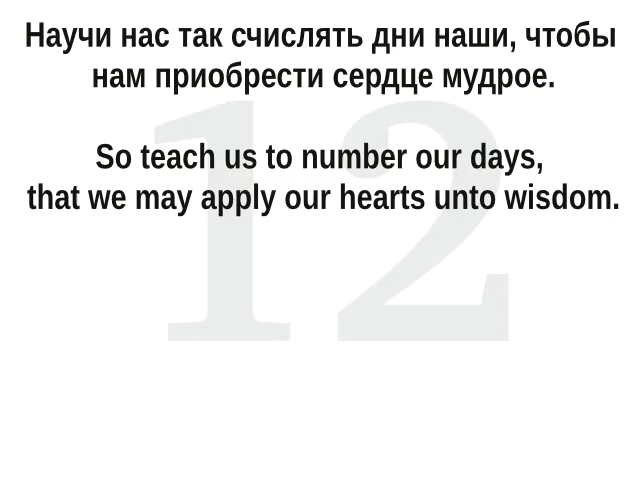 Научи нас так счислять дни наши, чтобы
нам приобрести сердце мудрое.
So teach us to number our days,
that we may apply our hearts unto wisdom.
12